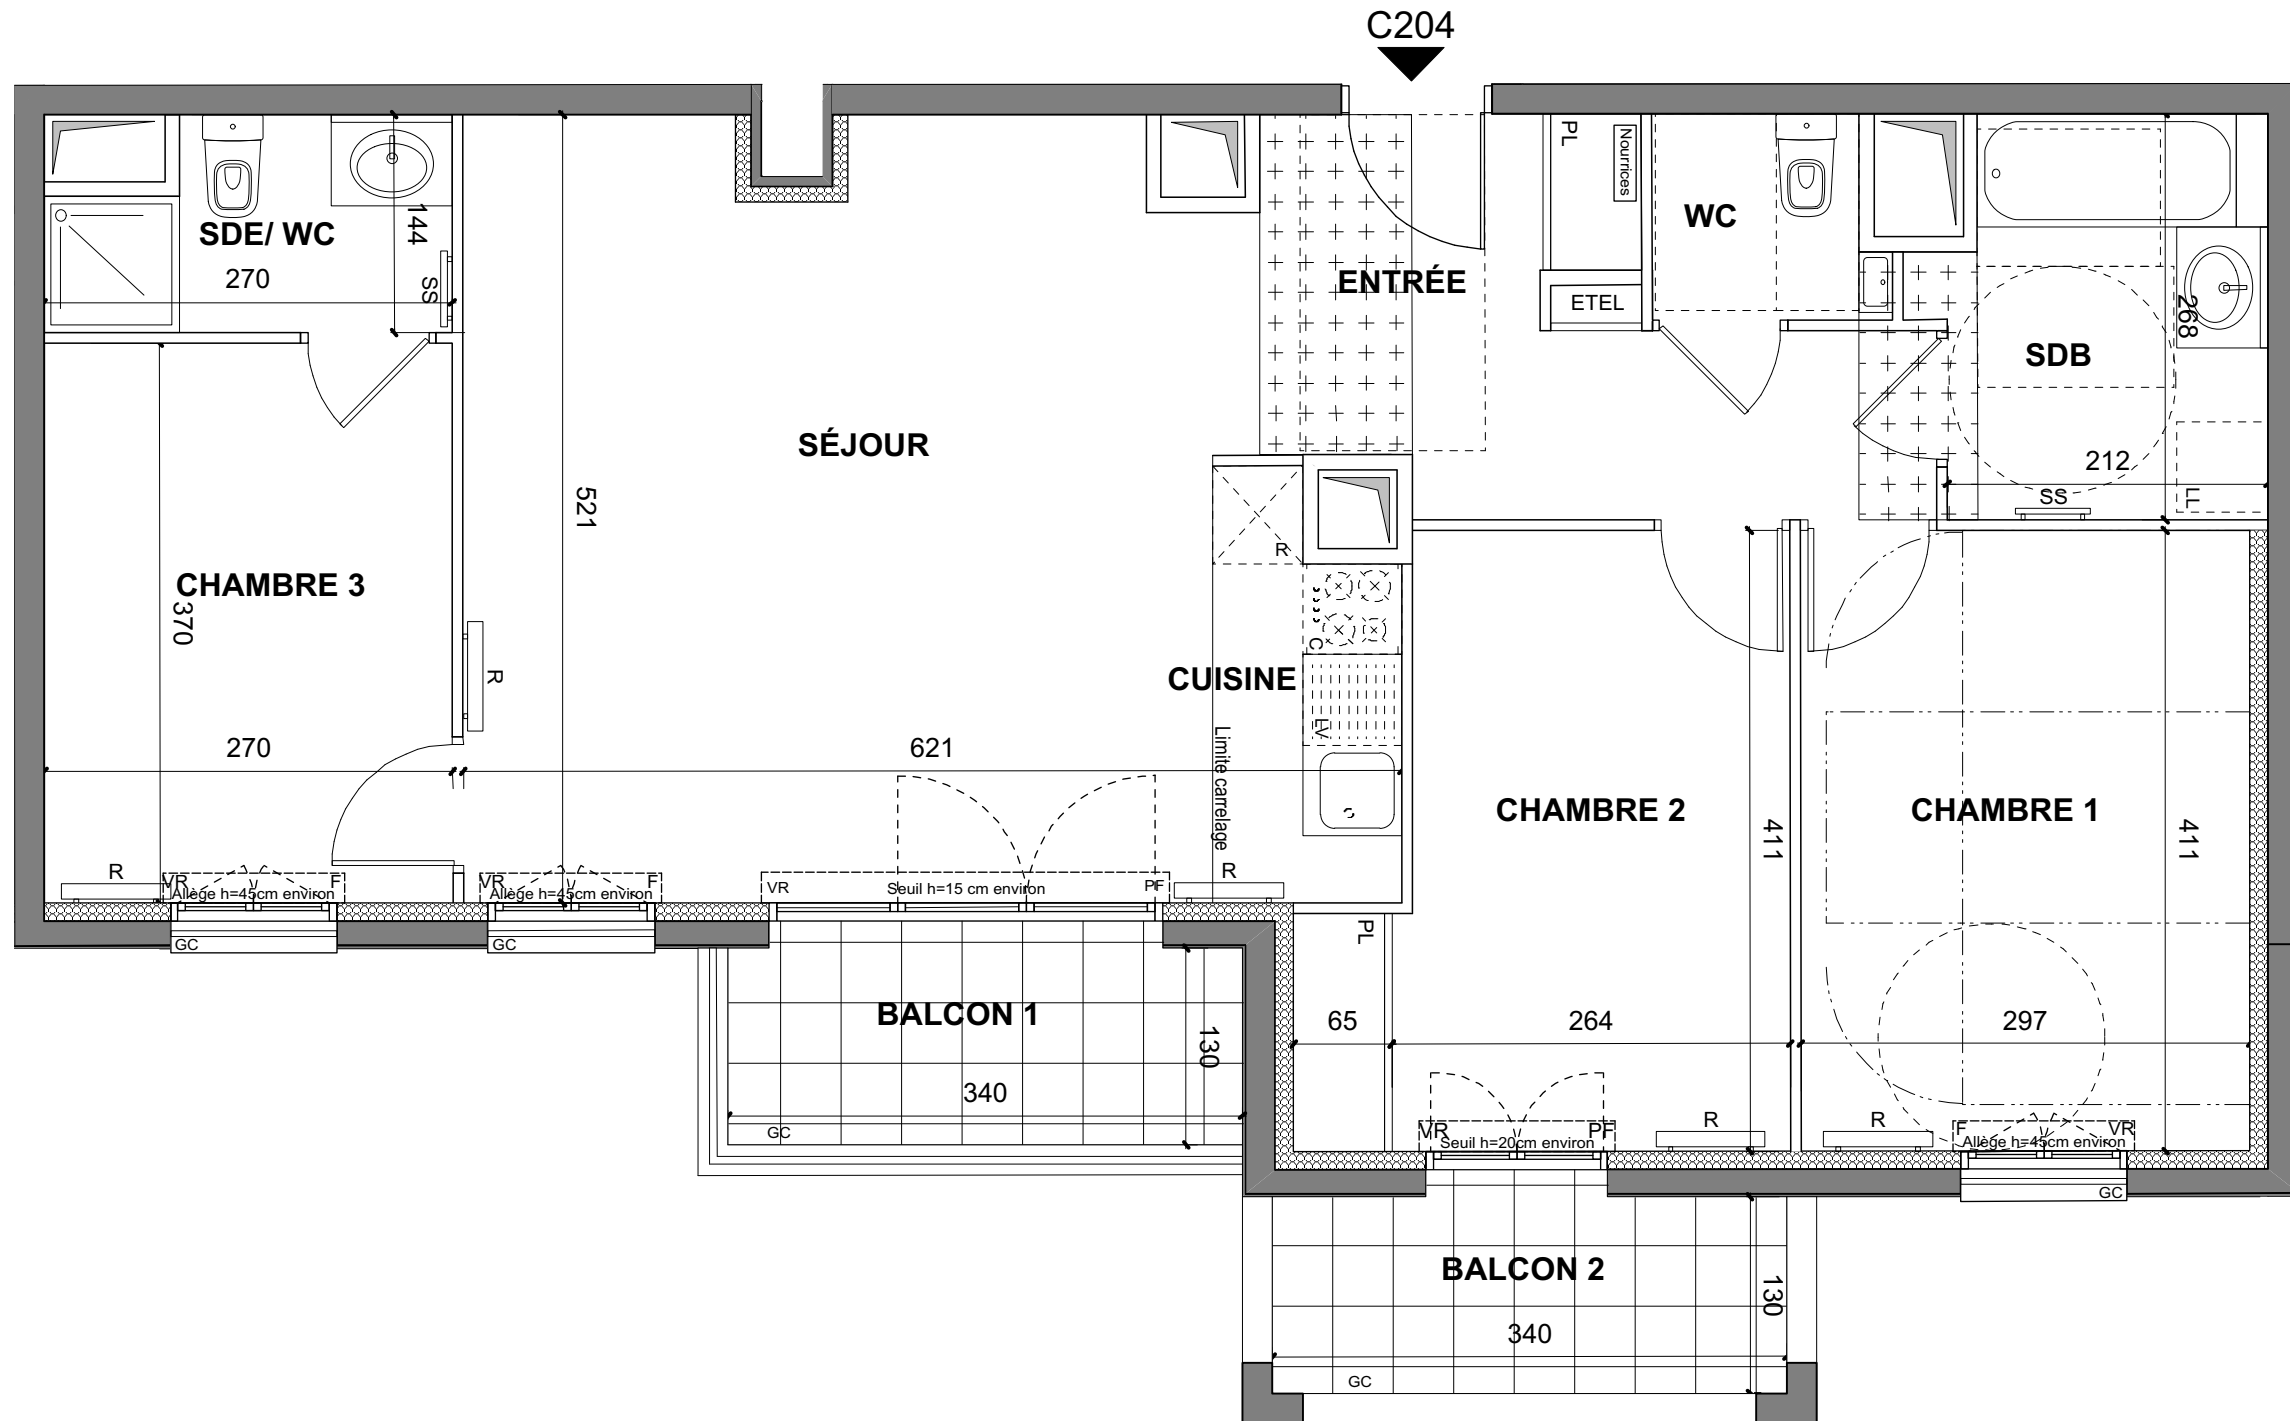 C204
PL
Nourrices
WC
SDE/ WC
144
270
SS
ENTRÉE
ETEL
268
SDB
SÉJOUR
212
SS
LL
521
R
CHAMBRE 3
370
C
R
CUISINE
LV
Limite carrelage
270
621
CHAMBRE 2
411
CHAMBRE 1
411
R
VR
F
Allège h=45cm environ
GC
VR
F
Allège h=45cm environ
GC
VR
Seuil h=15 cm environ
PF
R
PL
BALCON 1
130
340
GC
65
264
297
VR
PF
Seuil h=20cm environ
R
R
F
VR
Allège h=45cm environ
GC
BALCON 2
130
340
GC